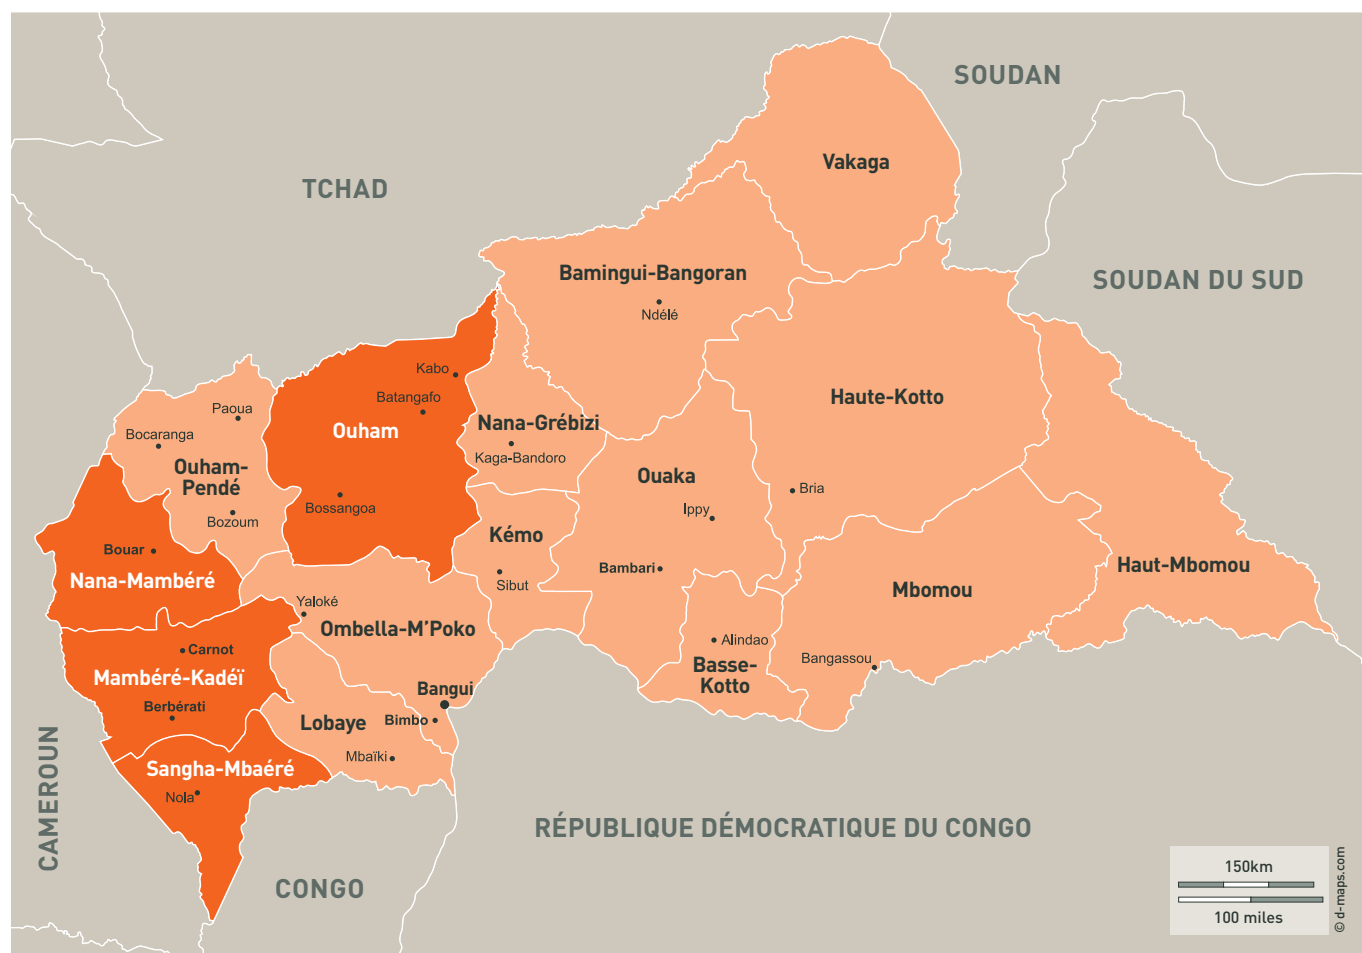 SOUDAN
Vakaga
TCHAD
Bamingui-Bangoran
Ndélé
SOUDAN DU SUD
Kabo
Batangafo
Ouham
Bossangoa
Paoua
Bocaranga
Ouham-
Pendé
Bozoum
Nana-Grébizi
Kaga-Bandoro
Haute-Kotto
Bria
Ouaka
Ippy
Bambari
Kémo
Sibut
Bouar
Nana-Mambéré
Yaloké
Ombella-M'Poko
Haut-Mbomou
Mbomou
Bangassou
Alindao
Basse-
Kotto
Carnot
Mambéré-Kadéï
Berbérati
Bangui
Bimbo
Lobaye
Mbaïki
Sangha-Mbaéré
Nola
CAMEROUN
CONGO
RÉPUBLIQUE DÉMOCRATIQUE DU CONGO
150km
100 miles
© d-maps.com